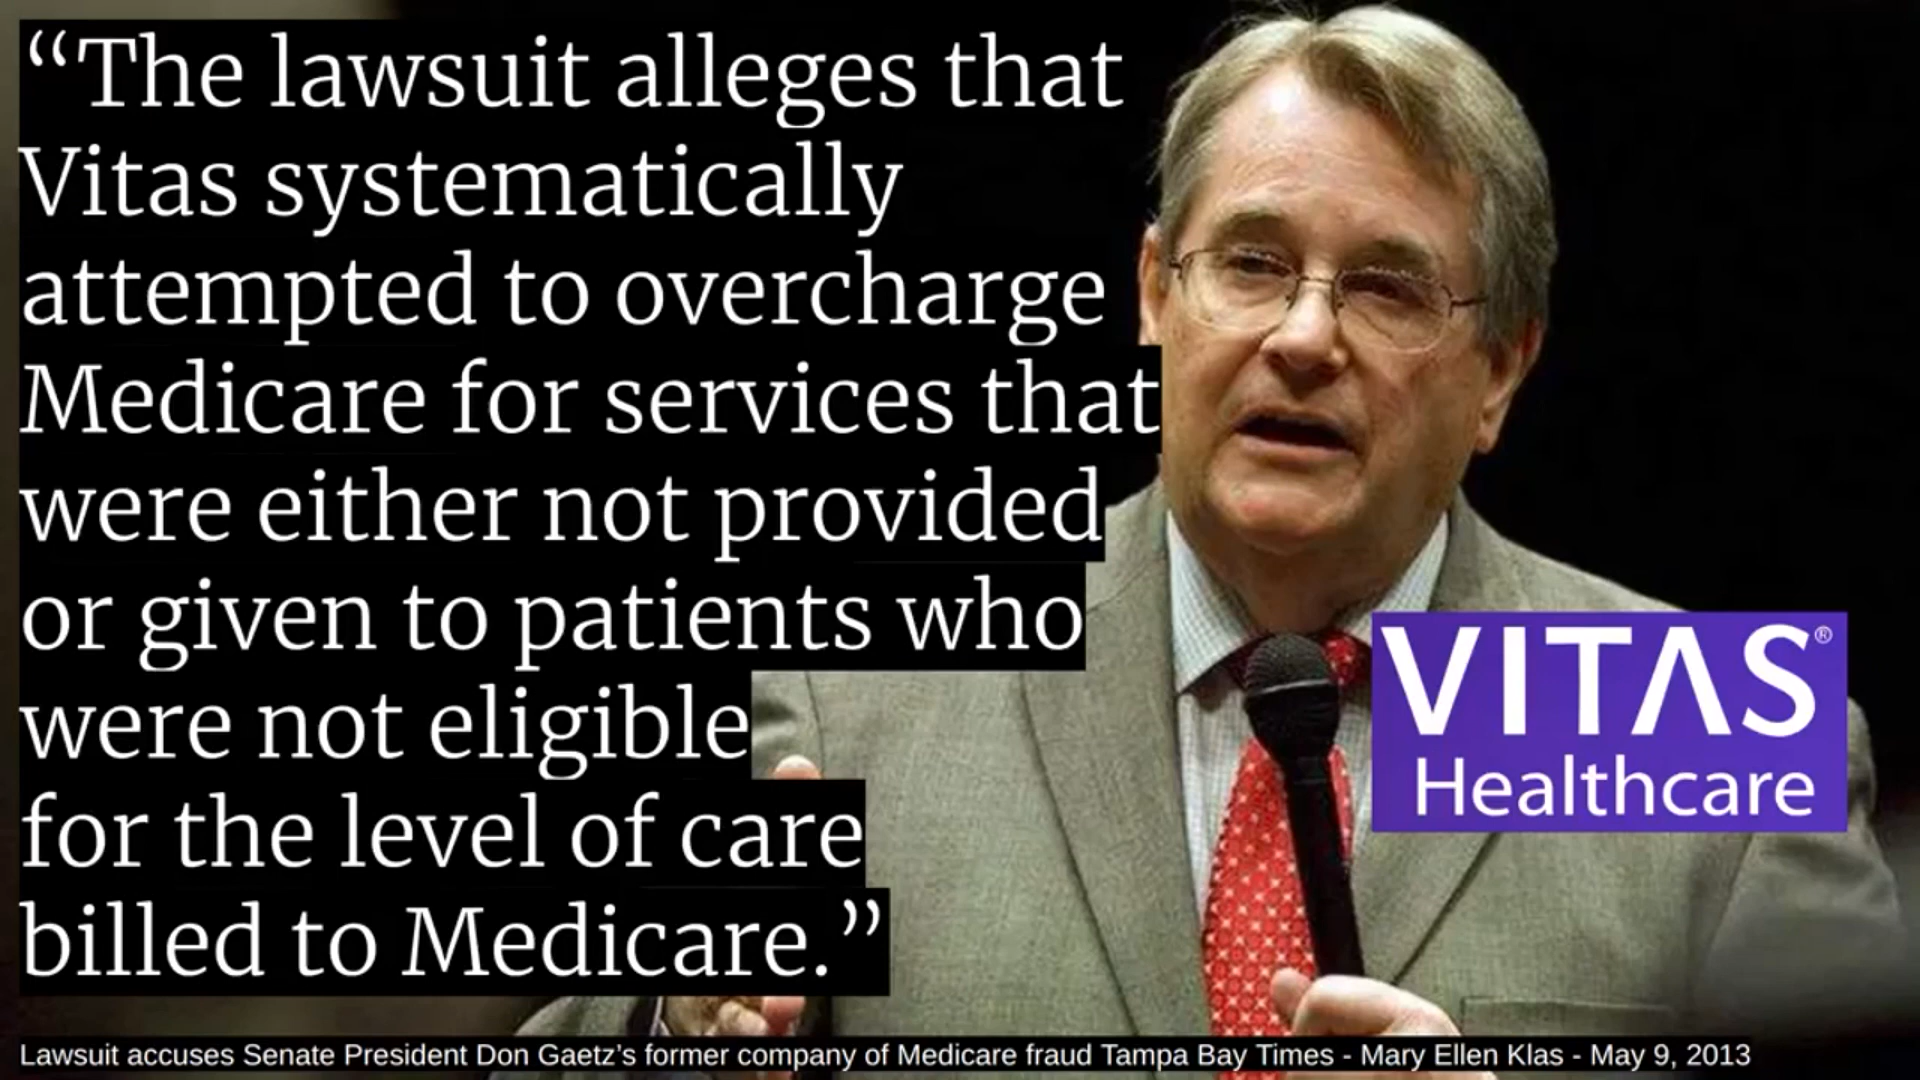 “The lawsuit alleges that
Vitas systematically
attempted to overcharge
Medicare for services that
were either not provided
or given to patients who
were not eligible
for the level of care
billed to Medicare.”
VITAS®
Healthcare
Lawsuit accuses Senate President Don Gaetz’s former company of Medicare fraud Tampa Bay Times - Mary Ellen Klas - May 9, 2013